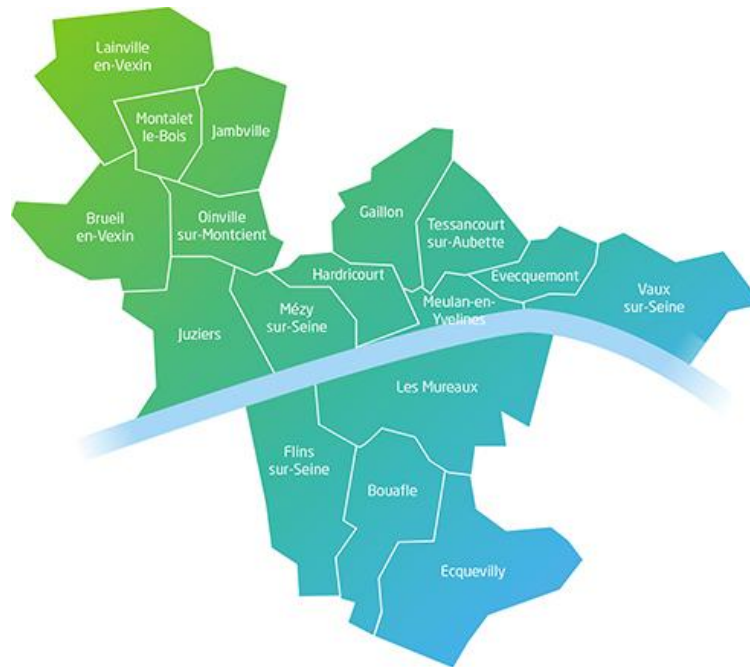 Lainville
en-Vexin
Montalet
le-Bois
Jambville
Brueil
en-Vexin
Oinville
sur-Montcient
Gaillon
Tessancourt
sur-Aubette
Hardricourt
Evecquemont
Juziers
Mézy
sur-Seine
Meulan-en-
Yvelines
Vaux
sur-Seine
Les Mureaux
Flins
sur-Seine
Bouafle
Ecquevilly